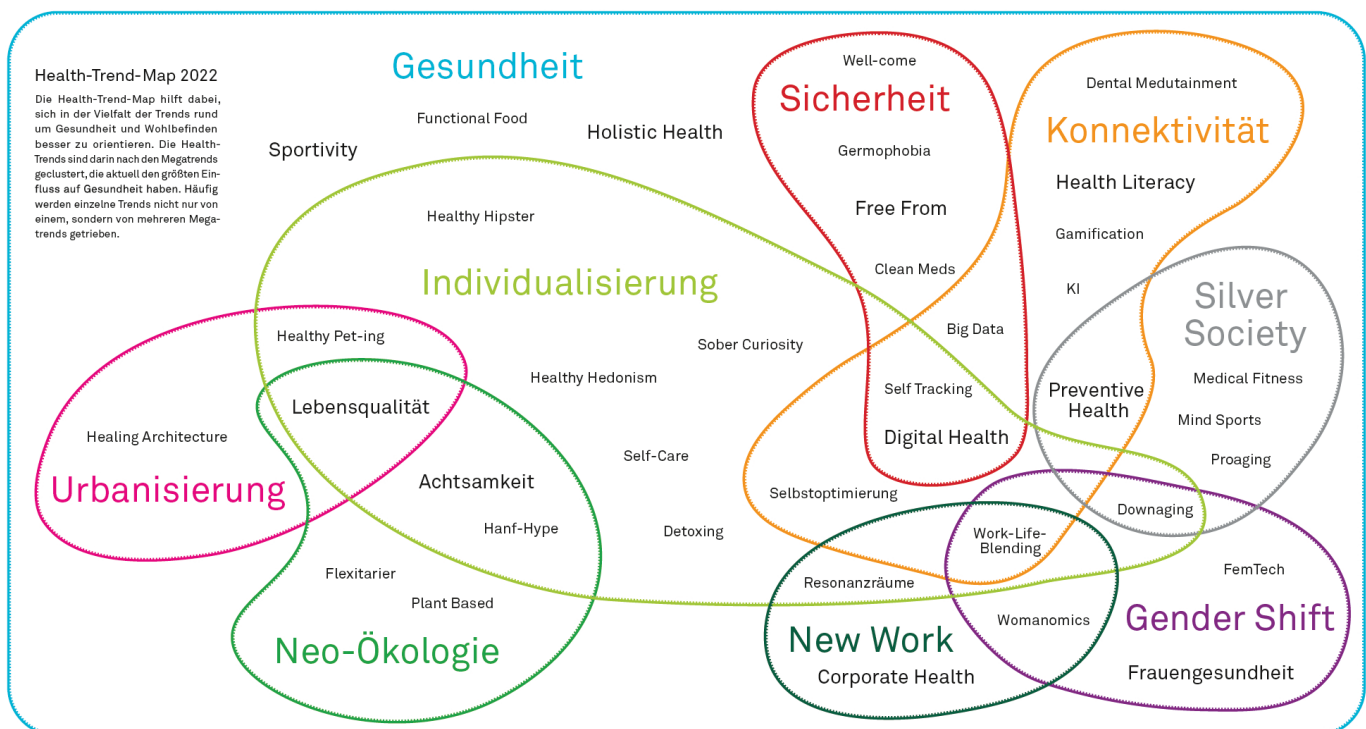 Health-Trend-Map 2022
Die Health-Trend-Map hilft dabei,
sich in der Vielfalt der Trends rund
um Gesundheit und Wohlbefinden
besser zu orientieren. Die Health-
Trends sind darin nach den Megatrends
geclustert, die aktuell den größten Ein-
fluss auf Gesundheit haben. Häufig
werden einzelne Trends nicht nur von
einem, sondern von mehreren Mega-
trends getrieben.
Gesundheit
Functional Food
Holistic Health
Sportivity
Healthy Hipster
Individualisierung
Sober Curiosity
Healthy Hedonism
Self-Care
Detoxing
Well-come
Sicherheit
Germophobia
Free From
Clean Meds
Big Data
Self Tracking
Digital Health
Dental Medutainment
Konnektivität
Health Literacy
Gamification
KI
Selbstoptimierung
Silver
Society
Medical Fitness
Preventive
Health
Mind Sports
Proaging
Downaging
Healthy Pet-ing
Lebensqualität
Healing Architecture
Urbanisierung
Achtsamkeit
Hanf-Hype
Flexitarier
Plant Based
Neo-Ökologie
Work-Life-
Blending
Resonanzräume
Womanomics
New Work
Corporate Health
FemTech
Gender Shift
Frauengesundheit